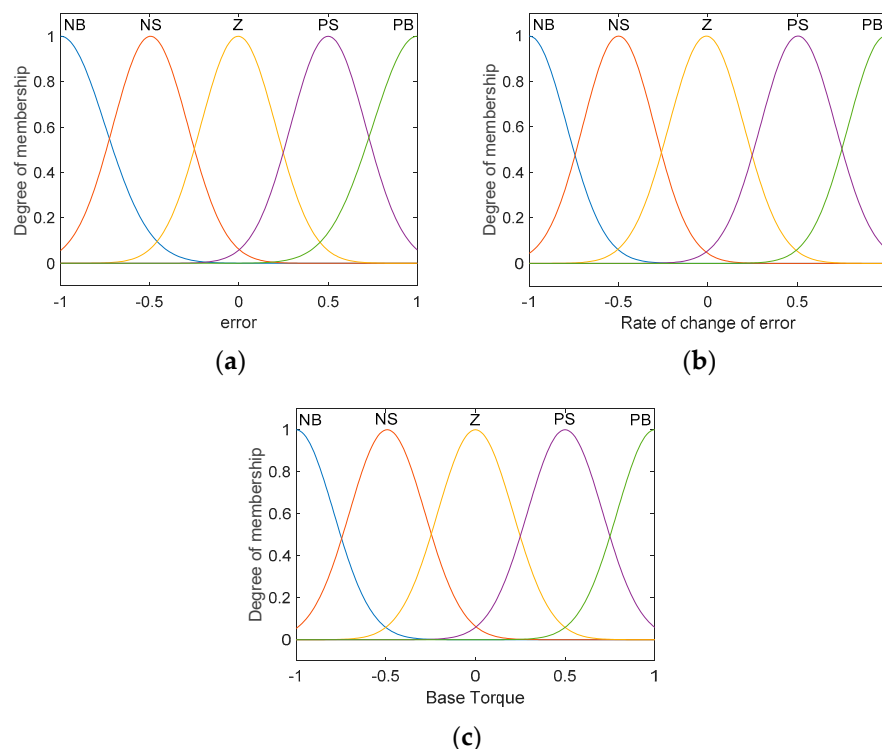 NB NS Z PS PB
1
0.8
0.6
0.4
0.2
0
Degree of membership
-1 -0.5 0 0.5 1
error
(a)
NB NS Z PS PB
1
0.8
0.6
0.4
0.2
0
Degree of membership
-1 -0.5 0 0.5
Rate of change of error
(b)
NB NS Z PS PB
1
0.8
0.6
0.4
0.2
0
Degree of membership
-1 -0.5 0 0.5 1
Base Torque
(c)